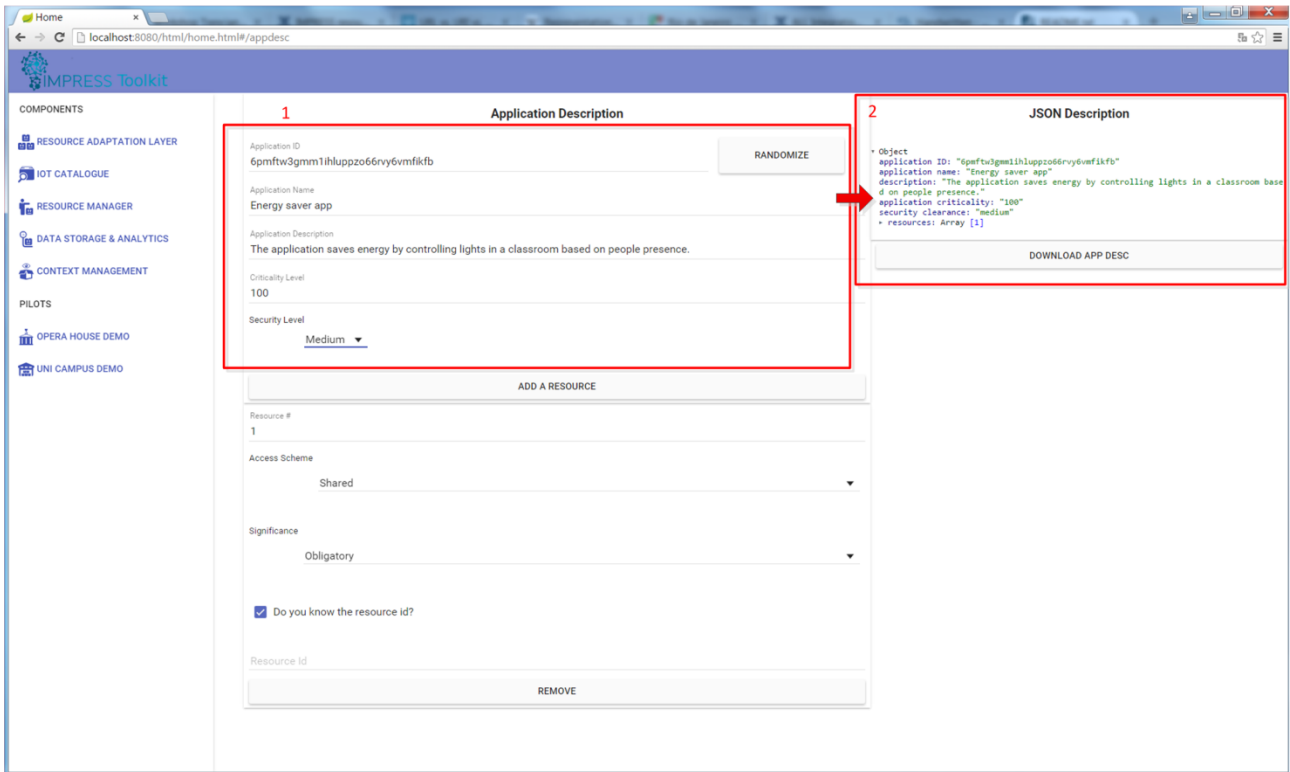 Home
localhost:8080/html/home.html#/appdesc
IMPRESS Toolkit
COMPONENTS
RESOURCE ADAPTATION LAYER
IOT CATALOGUE
RESOURCE MANAGER
DATA STORAGE & ANALYTICS
CONTEXT MANAGEMENT
PILOTS
OPERA HOUSE DEMO
UNI CAMPUS DEMO
1
Application Description
Application ID
6pmftw3gmm1ihluppzo66rvy6vmfikfb
RANDOMIZE
Application Name
Energy saver app
Application Description
The application saves energy by controlling lights in a classroom based on people presence.
Criticality Level
100
Security Level
Medium
ADD A RESOURCE
Resource #
1
Access Scheme
Shared
Significance
Obligatory
Do you know the resource id?
Resource Id
REMOVE
2
JSON Description
Object
application ID: "6pmftw3gmm1ihluppzo66rvy6vmfikfb"
application name: "Energy saver app"
description: "The application saves energy by controlling lights in a classroom base
d on people presence."
application criticality: "100"
security clearance: "medium"
resources: Array [1]
DOWNLOAD APP DESC